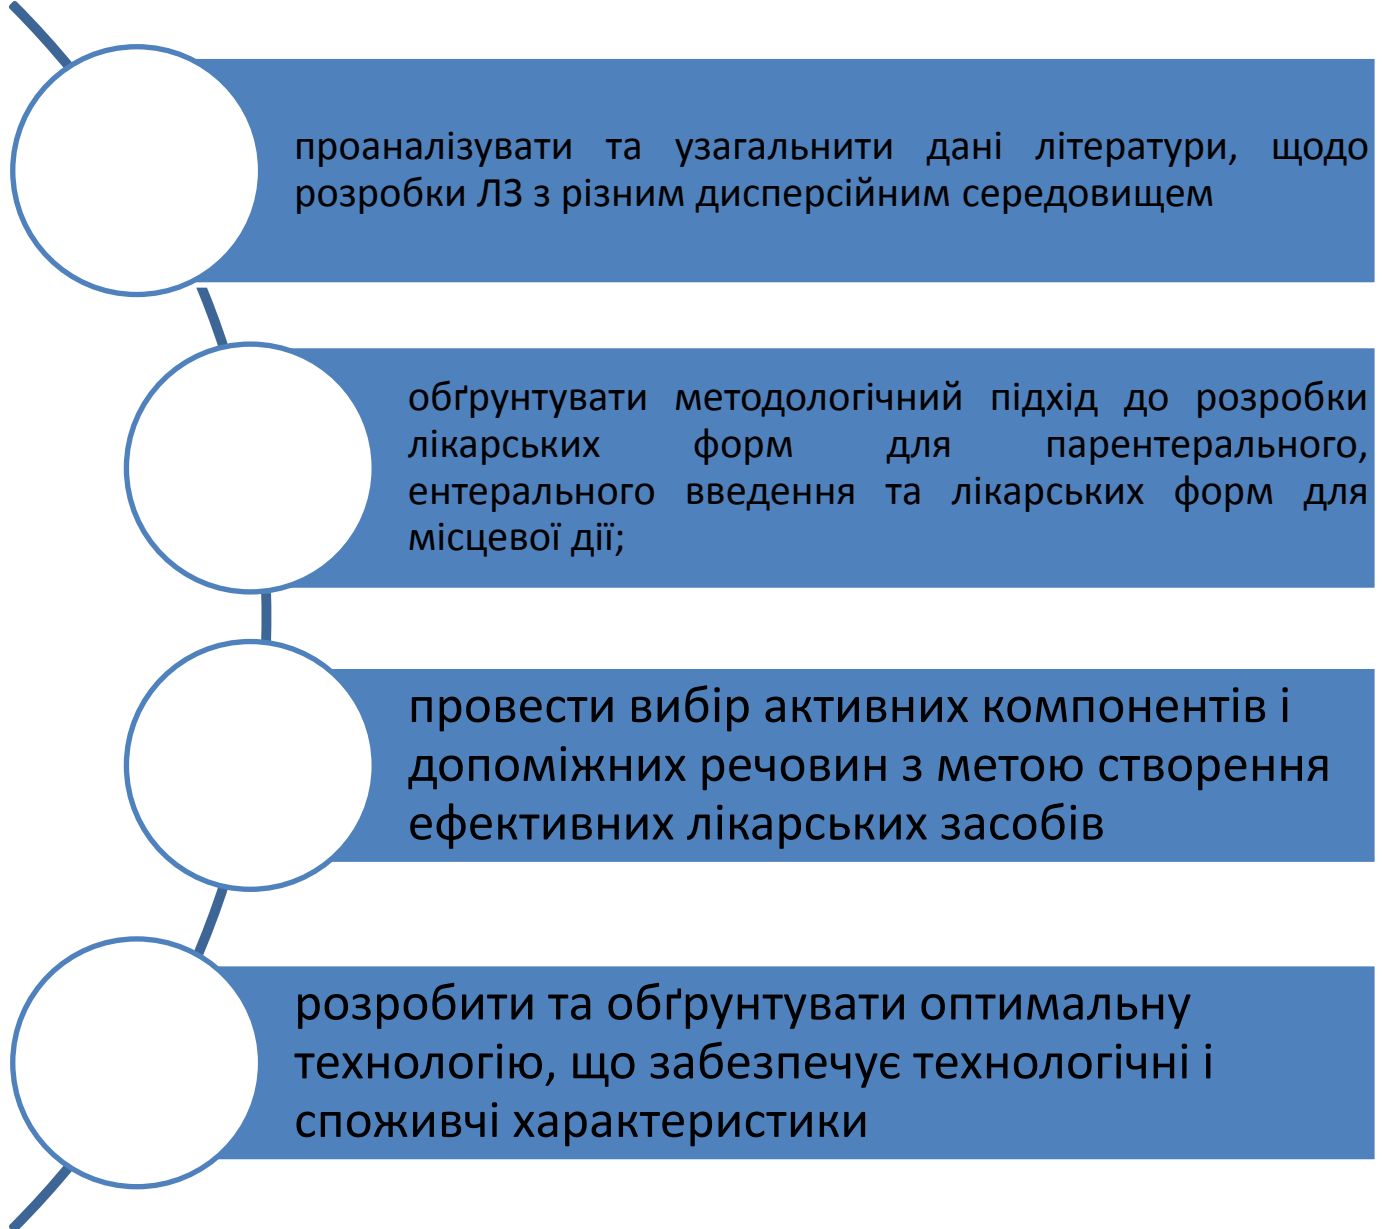 проаналізувати та узагальнити дані літератури, щодо
розробки ЛЗ з різним дисперсійним середовищем
обґрунтувати методологічний підхід до розробки
лікарських форм для парентерального,
ентерального введення та лікарських форм для
місцевої дії;
провести вибір активних компонентів і
допоміжних речовин з метою створення
ефективних лікарських засобів
розробити та обґрунтувати оптимальну
технологію, що забезпечує технологічні і
споживчі характеристики